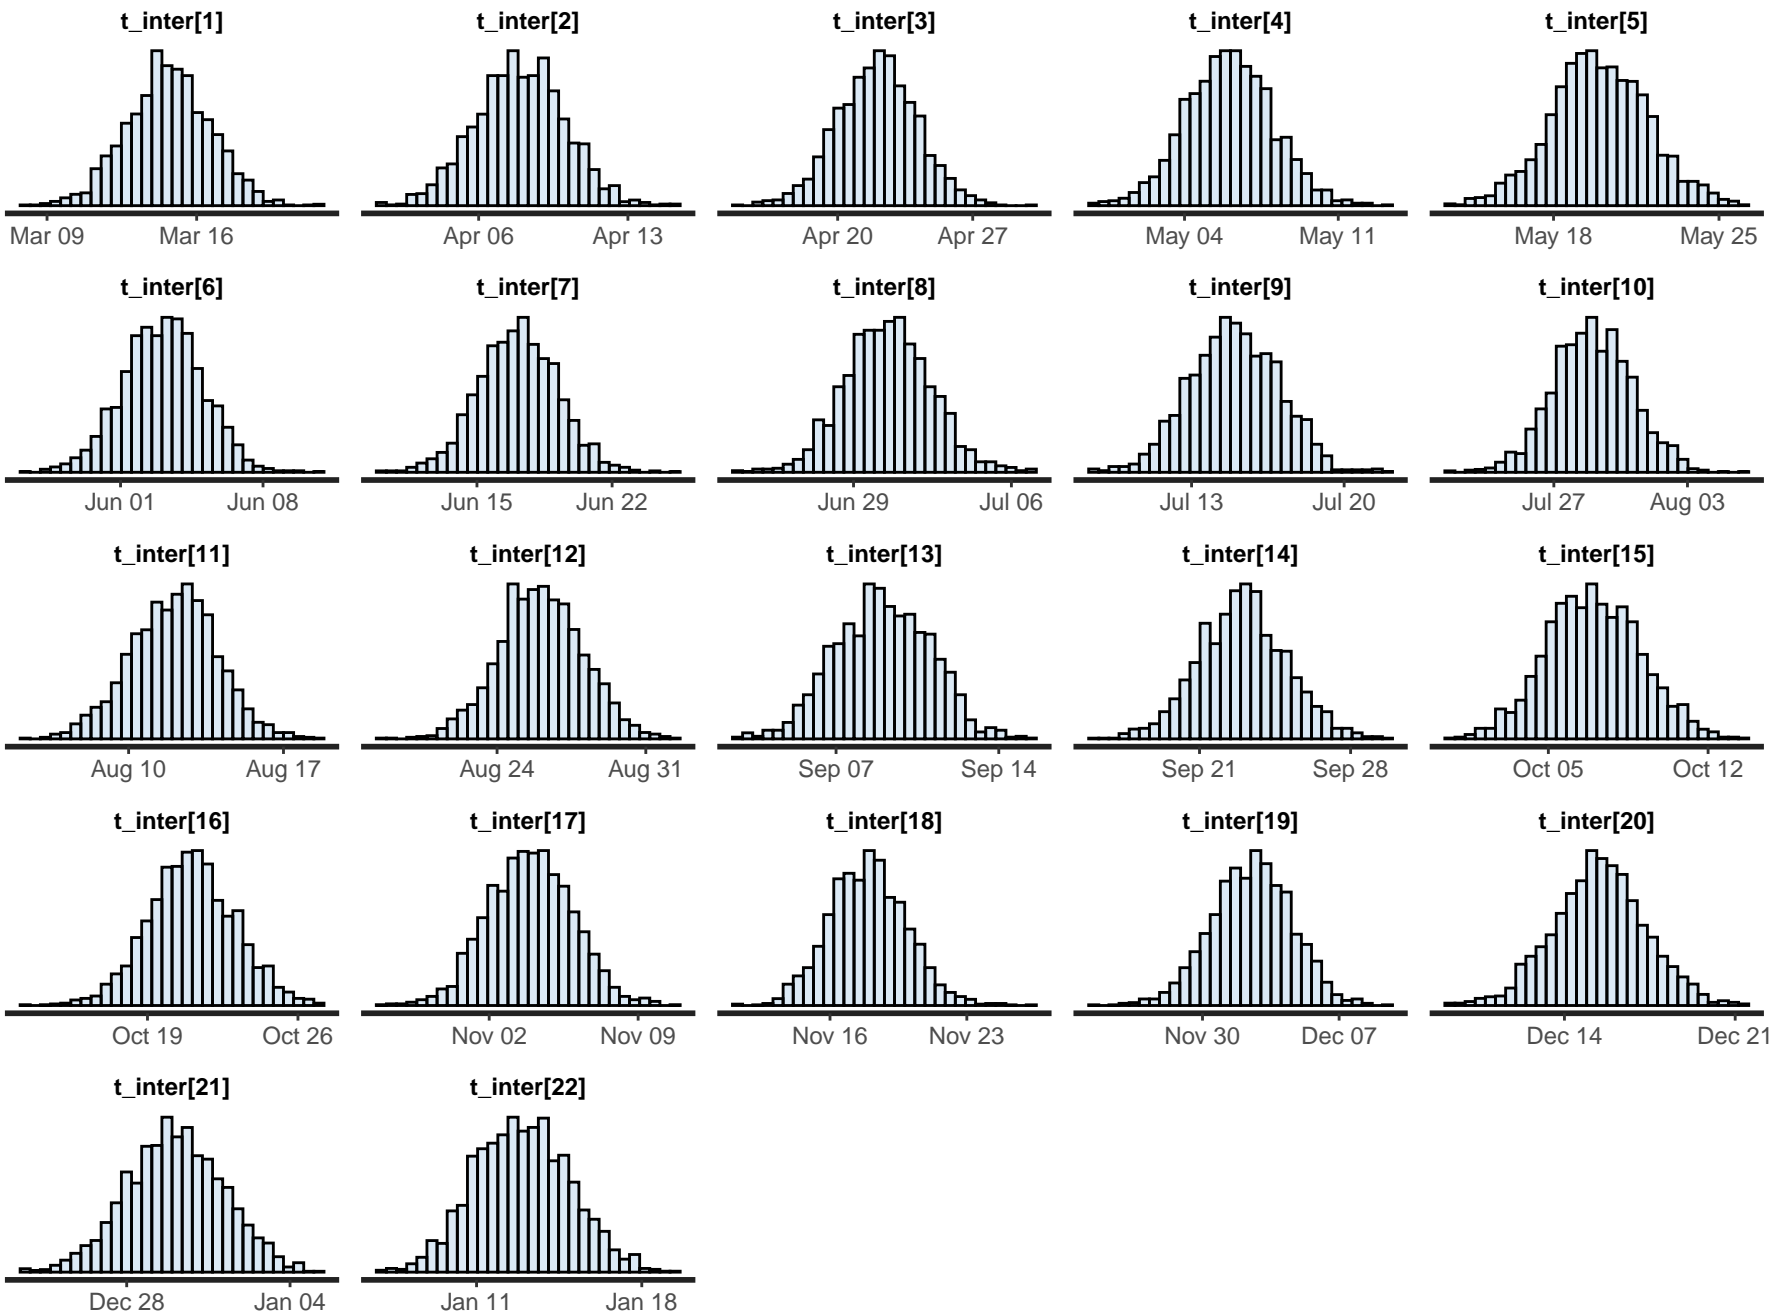 t_inter[1] t_inter[2] t_inter[3] t_inter[4] t_inter[5]
Mar 09 Mar 16 Apr 06 Apr 13 Apr 20 Apr 27 May 04 May 11 May 18 May 25
t_inter[6] t_inter[7] t_inter[8] t_inter[9] t_inter[10]
Jun 01 Jun 08 Jun 15 Jun 22 Jun 29 Jul 06 Jul 13 Jul 20 Jul 27 Aug 03
t_inter[11] t_inter[12] t_inter[13] t_inter[14] t_inter[15]
Aug 10 Aug 17 Aug 24 Aug 31 Sep 07 Sep 14 Sep 21 Sep 28 Oct 05 Oct 12
t_inter[16] t_inter[17] t_inter[18] t_inter[19] t_inter[20]
Oct 19 Oct 26 Nov 02 Nov 09 Nov 16 Nov 23 Nov 30 Dec 07 Dec 14 Dec 21
t_inter[21] t_inter[22]
Dec 28 Jan 04 Jan 11 Jan 18